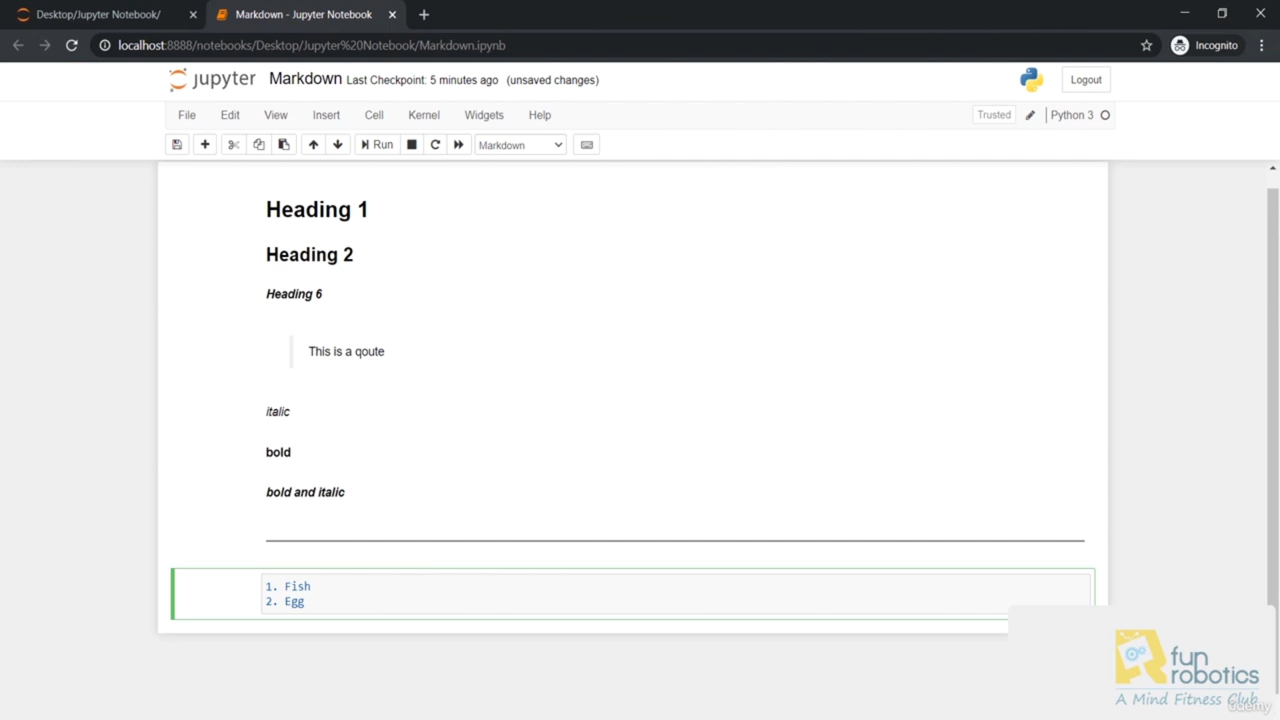 Desktop/Jupyter Notebook/
Markdown - Jupyter Notebook
localhost:8888/notebooks/Desktop/Jupyter%20Notebook/Markdown.ipynb
Incognito
jupyter Markdown Last Checkpoint: 5 minutes ago (unsaved changes)
Logout
File Edit View Insert Cell Kernel Widgets Help
Trusted
Python 3
Run
Markdown
Heading 1
Heading 2
Heading 6
This is a qoute
italic
bold
bold and italic
1. Fish
2. Egg
fun
robotics
A Mind Fitness Club
udemy